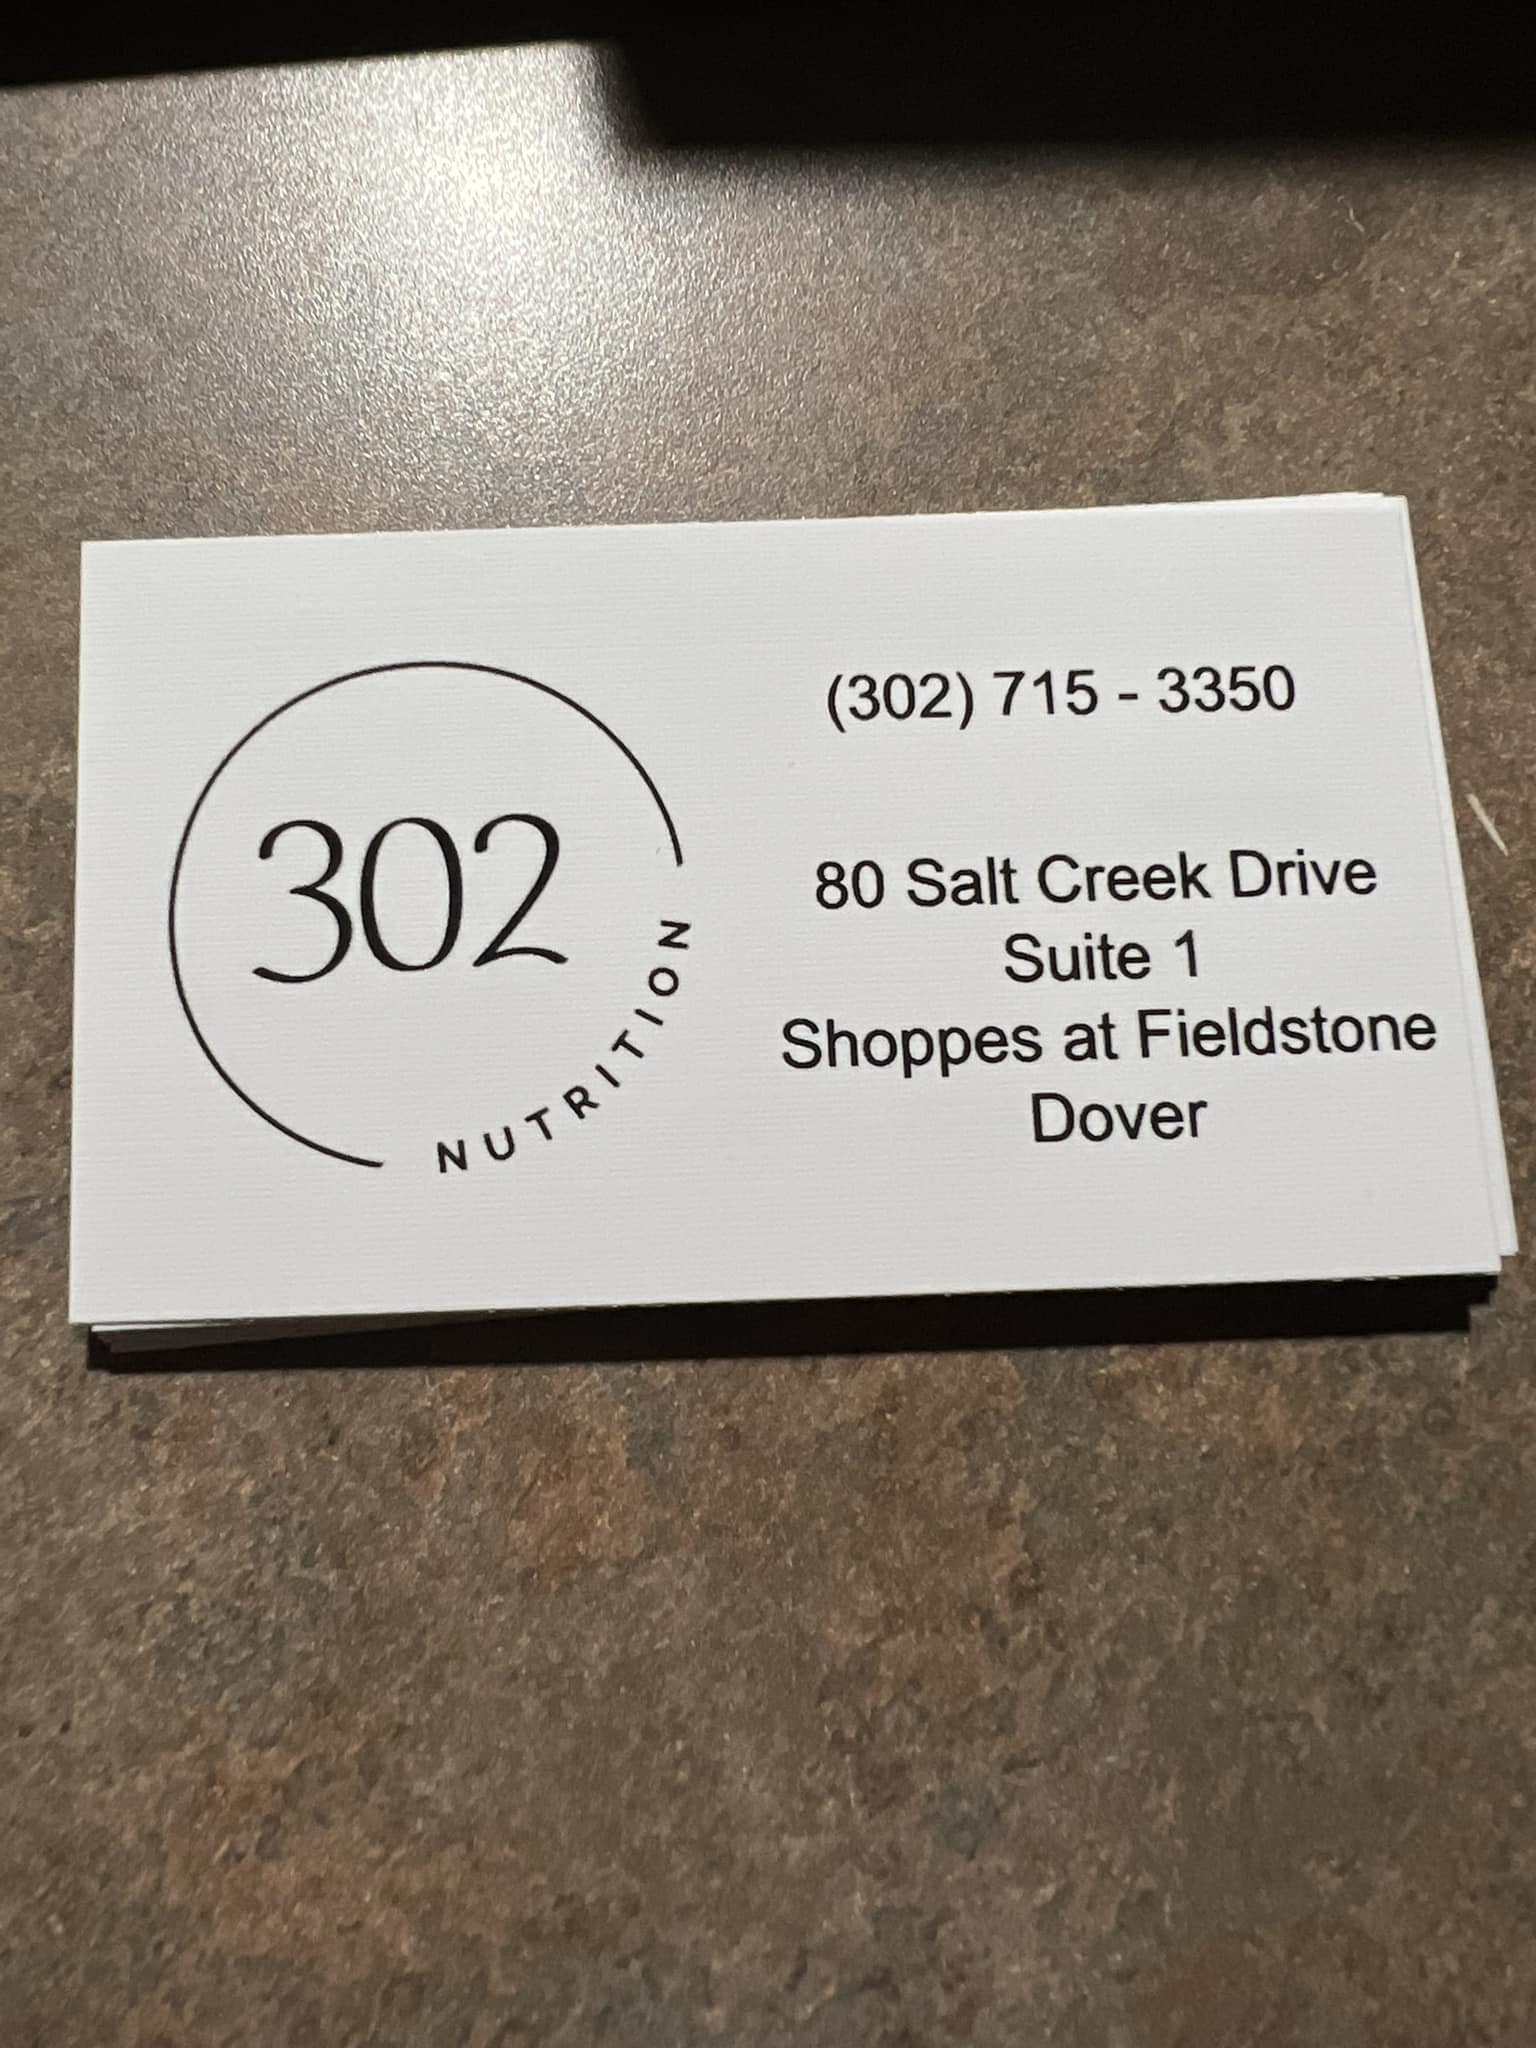 302
NUTRITION
(302) 715 - 3350
80 Salt Creek Drive
Suite 1
Shoppes at Fieldstone
Dover